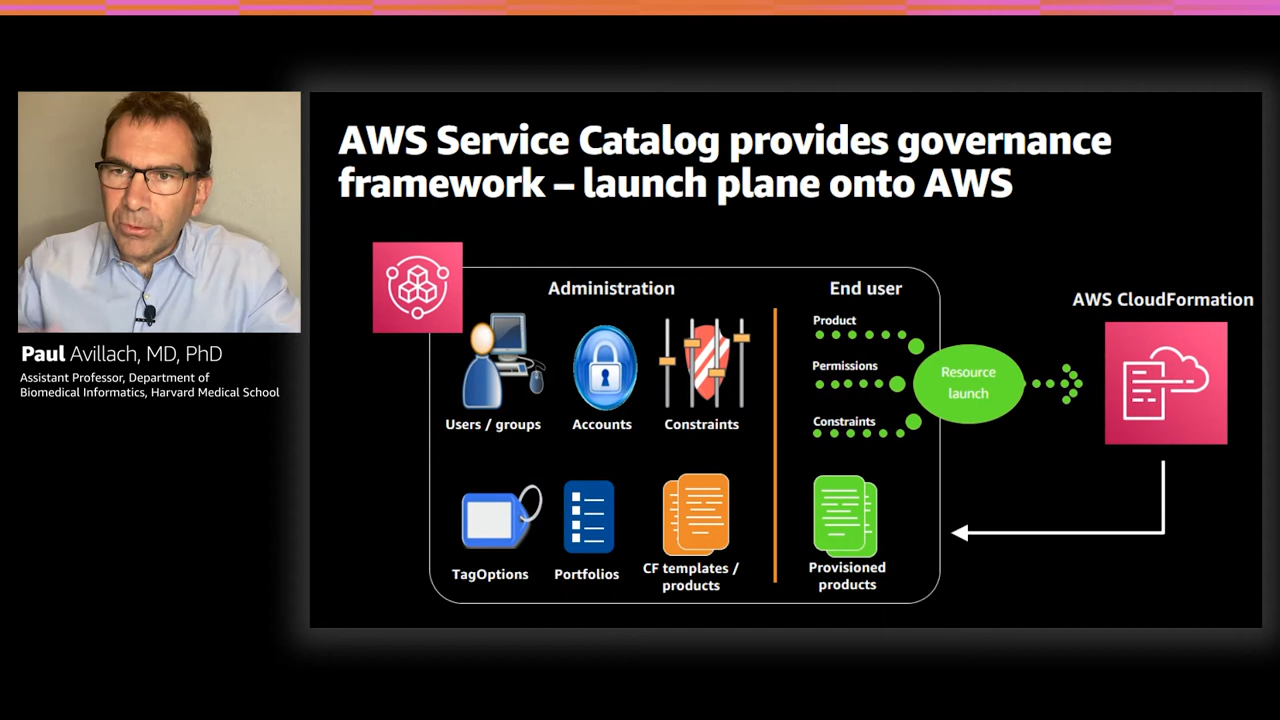 AWS Service Catalog provides governance
framework – launch plane onto AWS
Paul Avillach, MD, PhD
Assistant Professor, Department of
Biomedical Informatics, Harvard Medical School
Administration
End user
AWS CloudFormation
Users / groups
Accounts
Constraints
Product
Permissions
Constraints
Resource
launch
TagOptions
Portfolios
CF templates /
products
Provisioned
products